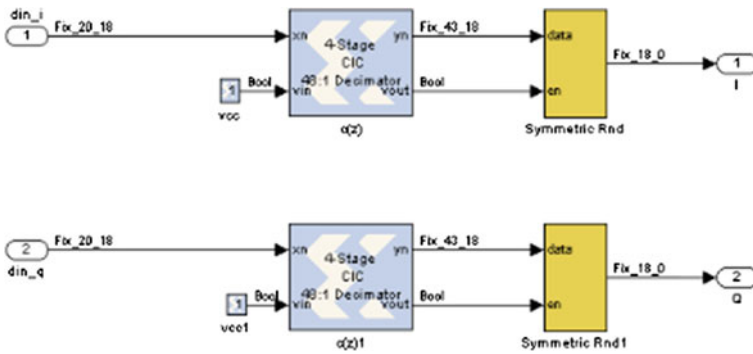 din_i
1
Fix_20_18
xn
yn
4-Stage
CIC
48:1 Decimator
Fix_43_18
data
Fix_18_0
1
I
1
Bool
vin
vout
Bool
en
vcc
c(z)
Symmetric Rnd
2
din_q
Fix_20_18
xn
yn
4-Stage
CIC
48:1 Decimator
Fix_43_18
data
Fix_18_0
2
Q
1
Bool
vin
vout
Bool
en
vcc1
c(z)1
Symmetric Rnd1